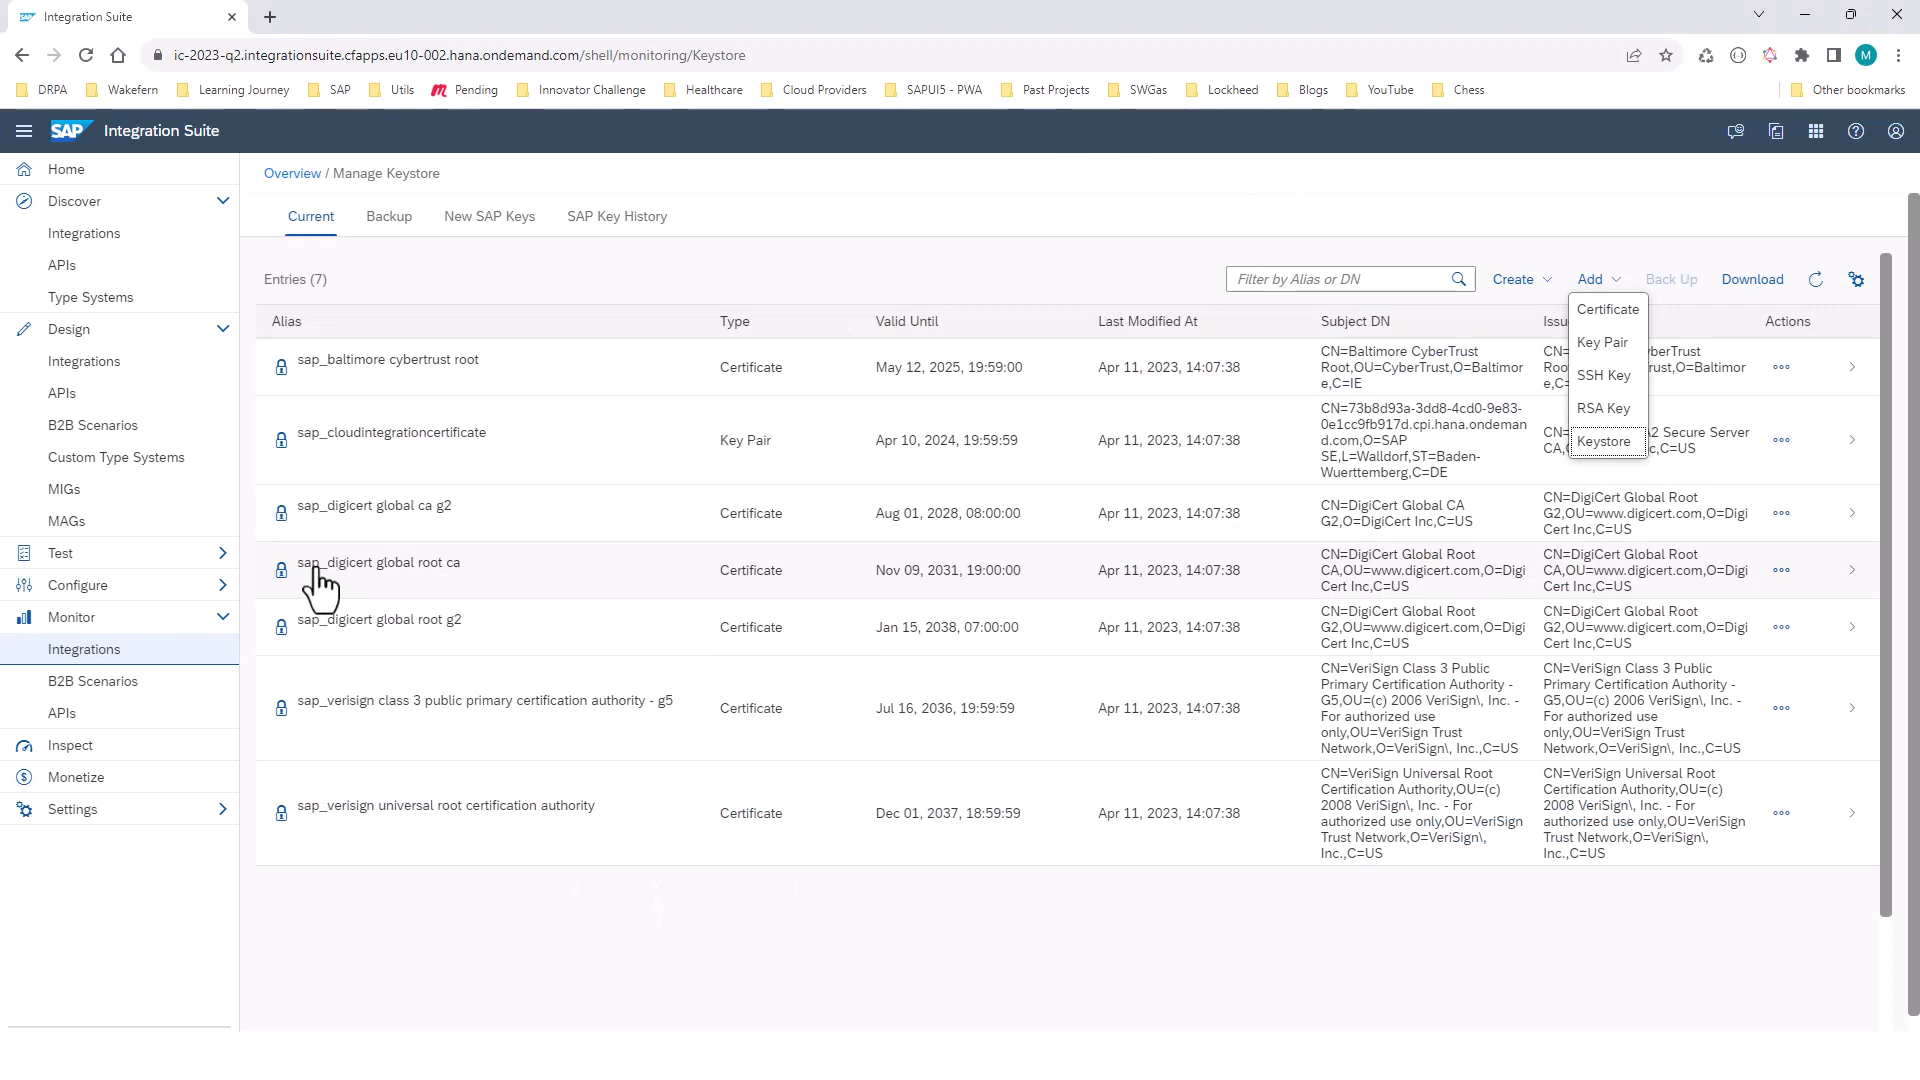 Integration Suite
ic-2023-q2.integrationsuite.cfapps.eu10-002.hana.ondemand.com/shell/monitoring/Keystore
M
DRPA Wakefern Learning Journey SAP Utils Pending Innovator Challenge Healthcare Cloud Providers SAPUI5 - PWA Past Projects SWGas Lockheed Blogs YouTube Chess Other bookmarks
SAP Integration Suite
Home
Discover
Integrations
APIs
Type Systems
Design
Integrations
APIs
B2B Scenarios
Custom Type Systems
MIGs
MAGs
Test
Configure
Monitor
Integrations
B2B Scenarios
APIs
Inspect
Monetize
Settings
Overview / Manage Keystore
Current Backup New SAP Keys SAP Key History
Entries (7) Filter by Alias or DN Create Add Back Up Download
Certificate
Key Pair
SSH Key
RSA Key
Keystore
Alias Type Valid Until Last Modified At Subject DN Actions
sap_baltimore cybertrust root Certificate May 12, 2025, 19:59:00 Apr 11, 2023, 14:07:38
CN=Baltimore CyberTrust
Root,OU=CyberTrust,O=Baltimor
e,C=IE
sap_cloudintegrationcertificate Key Pair Apr 10, 2024, 19:59:59 Apr 11, 2023, 14:07:38
CN=73b8d93a-3dd8-4cd0-9e83-
0e1cc9fb917d.cpi.hana.ondeman
d.com,O=SAP
SE,L=Walldorf,ST=Baden-
Wuerttemberg,C=DE
Secure Server
sap_digicert global ca g2 Certificate Aug 01, 2028, 08:00:00 Apr 11, 2023, 14:07:38
CN=DigiCert Global CA
G2,O=DigiCert Inc,C=US
CN=DigiCert Global Root
G2,OU=www.digicert.com,O=Digi
Cert Inc,C=US
sap_digicert global root ca Certificate Nov 09, 2031, 19:00:00 Apr 11, 2023, 14:07:38
CN=DigiCert Global Root
CA,OU=www.digicert.com,O=Digi
Cert Inc,C=US
CN=DigiCert Global Root
CA,OU=www.digicert.com,O=Digi
Cert Inc,C=US
sap_digicert global root g2 Certificate Jan 15, 2038, 07:00:00 Apr 11, 2023, 14:07:38
CN=DigiCert Global Root
G2,OU=www.digicert.com,O=Digi
Cert Inc,C=US
CN=DigiCert Global Root
G2,OU=www.digicert.com,O=Digi
Cert Inc,C=US
sap_verisign class 3 public primary certification authority - g5 Certificate Jul 16, 2036, 19:59:59 Apr 11, 2023, 14:07:38
CN=VeriSign Class 3 Public
Primary Certification Authority -
G5,OU=(c) 2006 VeriSign\, Inc. -
For authorized use
only,OU=VeriSign Trust
Network,O=VeriSign\, Inc.,C=US
CN=VeriSign Class 3 Public
Primary Certification Authority -
G5,OU=(c) 2006 VeriSign\, Inc. -
For authorized use
only,OU=VeriSign Trust
Network,O=VeriSign\, Inc.,C=US
sap_verisign universal root certification authority Certificate Dec 01, 2037, 18:59:59 Apr 11, 2023, 14:07:38
CN=VeriSign Universal Root
Certification Authority,OU=(c)
2008 VeriSign\, Inc. - For
authorized use only,OU=VeriSign
Trust Network,O=VeriSign\,
Inc.,C=US
CN=VeriSign Universal Root
Certification Authority,OU=(c)
2008 VeriSign\, Inc. - For
authorized use only,OU=VeriSign
Trust Network,O=VeriSign\,
Inc.,C=US